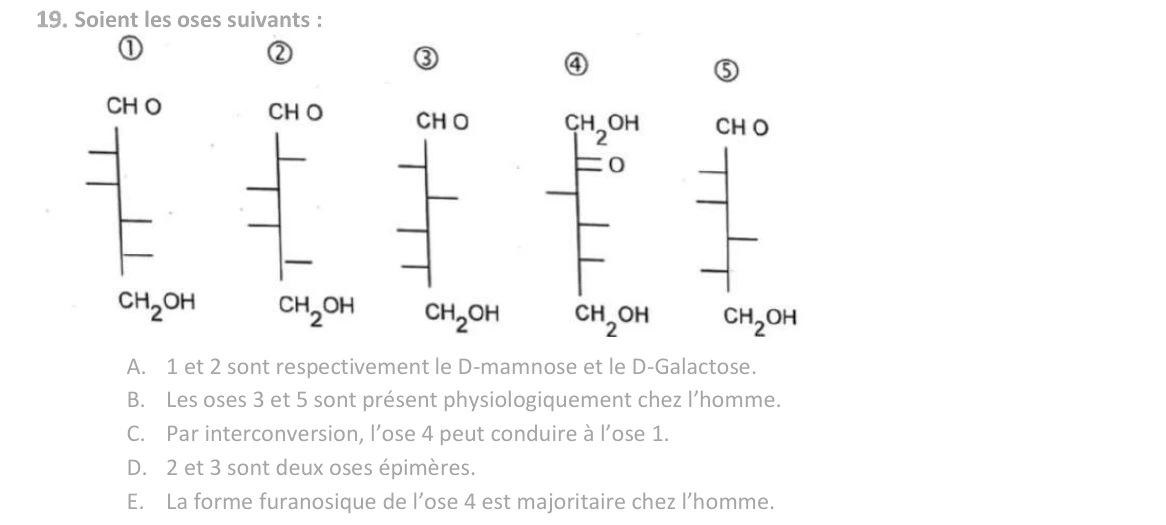 19. Soient les oses suivants :
① ② ③ ④ ⑤
CH O CH O CH O CH₂OH CH O
O
CH₂OH CH₂OH CH₂OH CH₂OH CH₂OH
A. 1 et 2 sont respectivement le D-mamnose et le D-Galactose.
B. Les oses 3 et 5 sont présent physiologiquement chez l’homme.
C. Par interconversion, l’ose 4 peut conduire à l’ose 1.
D. 2 et 3 sont deux oses épimères.
E. La forme furanosique de l’ose 4 est majoritaire chez l’homme.